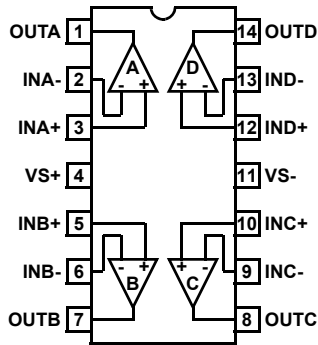 OUTA 1 14 OUTD
A D
INA- 2 13 IND-
- + + -
INA+ 3 12 IND+
VS+ 4 11 VS-
INB+ 5 10 INC+
- + + -
INB- 6 9 INC-
B C
OUTB 7 8 OUTC